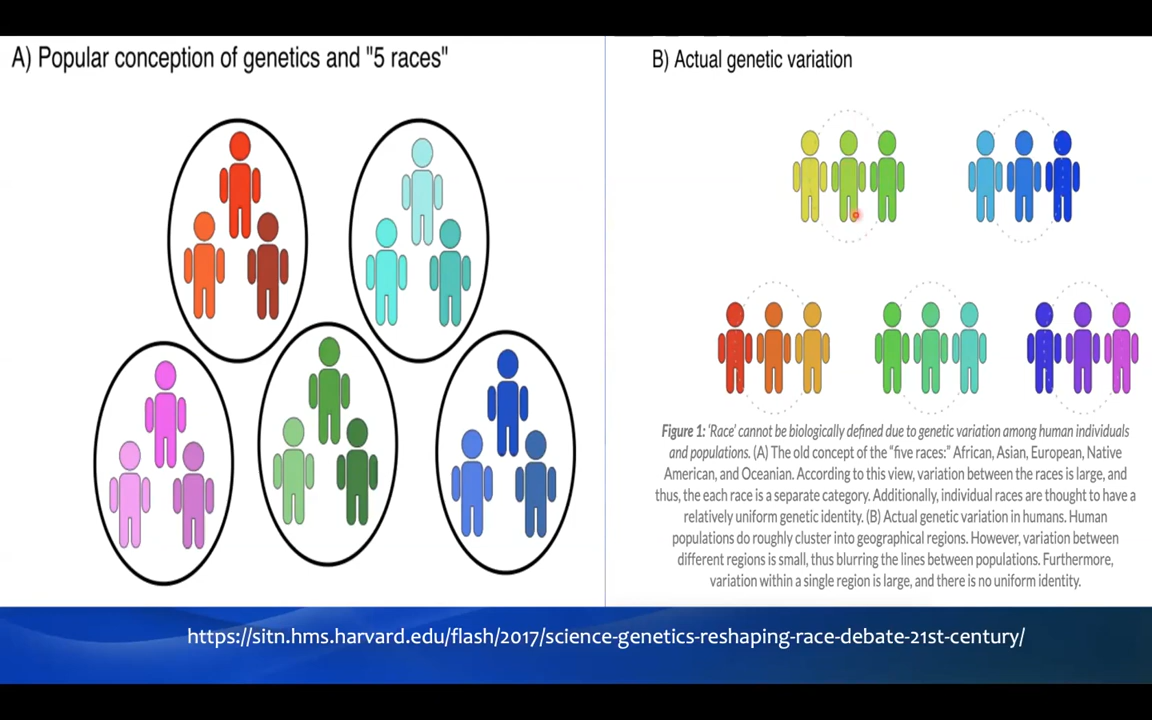 A) Popular conception of genetics and "5 races"
B) Actual genetic variation
Figure 1: ‘Race’ cannot be biologically defined due to genetic variation among human individuals
and populations. (A) The old concept of the “five races:” African, Asian, European, Native
American, and Oceanian. According to this view, variation between the races is large, and
thus, the each race is a separate category. Additionally, individual races are thought to have a
relatively uniform genetic identity. (B) Actual genetic variation in humans. Human
populations do roughly cluster into geographical regions. However, variation between
different regions is small, thus blurring the lines between populations. Furthermore,
variation within a single region is large, and there is no uniform identity.
https://sitn.hms.harvard.edu/flash/2017/science-genetics-reshaping-race-debate-21st-century/